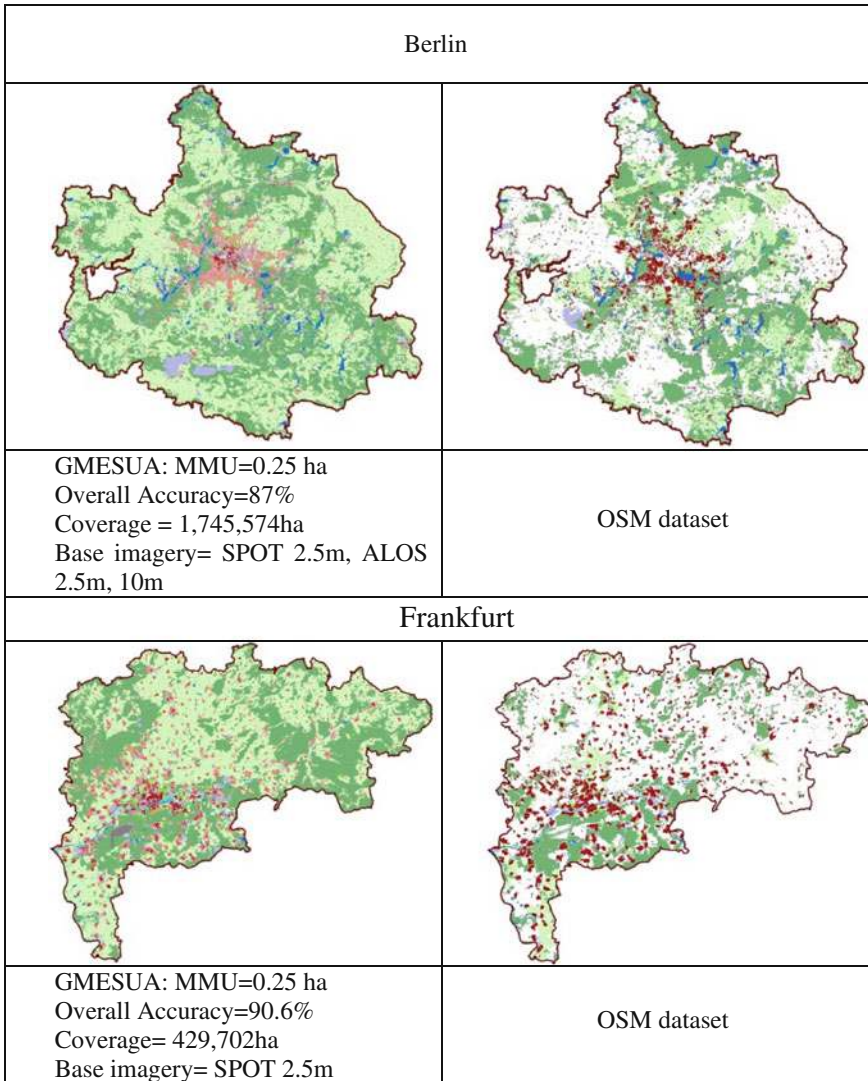 Berlin
GMESUA: MMU=0.25 ha
Overall Accuracy=87%
Coverage = 1,745,574ha
Base imagery= SPOT 2.5m, ALOS
2.5m, 10m
OSM dataset
Frankfurt
GMESUA: MMU=0.25 ha
Overall Accuracy=90.6%
Coverage= 429,702ha
Base imagery= SPOT 2.5m
OSM dataset